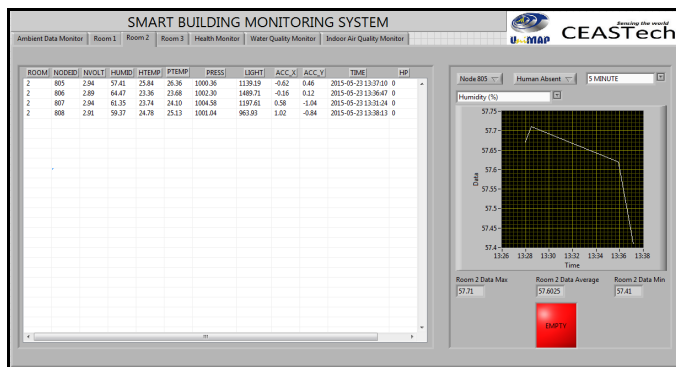 SMART BUILDING MONITORING SYSTEM
UniMAP
Sensing the world
CEASTech
Ambient Data Monitor Room 1 Room 2 Room 3 Health Monitor Water Quality Monitor Indoor Air Quality Monitor
ROOM NODEID NVOLT HUMID HTEMP PTEMP PRESS LIGHT ACC_X ACC_Y TIME HP
2 805 2.94 57.41 25.84 26.36 1000.36 1139.19 -0.62 0.46 2015-05-23 13:37:10 0
2 806 2.89 64.47 23.36 23.68 1002.30 1489.71 -0.16 0.12 2015-05-23 13:36:47 0
2 807 2.94 61.35 23.74 24.10 1004.58 1197.61 0.58 -1.04 2015-05-23 13:31:24 0
2 808 2.91 59.37 24.78 25.13 1001.04 963.93 1.02 -0.84 2015-05-23 13:38:13 0
Node 805 Human Absent 5 MINUTE
Humidity (%)
57.75
57.7
57.65
57.6
57.55
57.5
57.45
57.4
Data
13:26 13:28 13:30 13:32 13:34 13:36 13:38
Time
Room 2 Data Max Room 2 Data Average Room 2 Data Min
57.71 57.6025 57.41
EMPTY